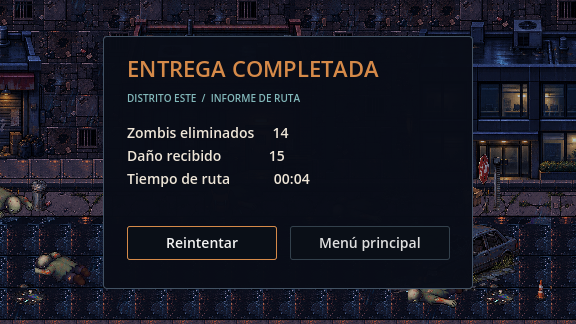 ENTREGA COMPLETADA
DISTRITO ESTE / INFORME DE RUTA
Zombis eliminados 14
Daño recibido 15
Tiempo de ruta 00:04
Reintentar Menú principal